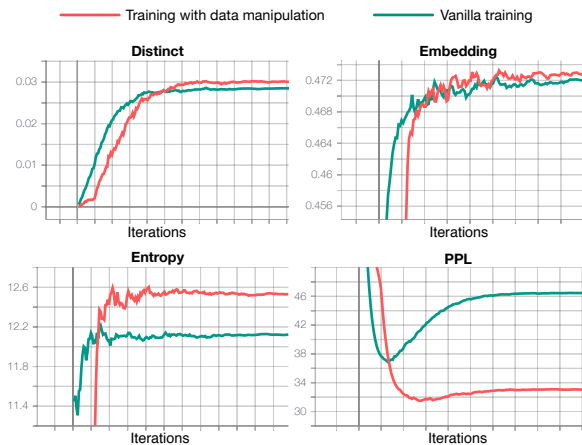 Training with data manipulation Vanilla training
Distinct Embedding
0.03
0.02
0.01
0
Iterations
0.472
0.468
0.464
0.46
0.456
Iterations
Entropy PPL
12.6
12.2
11.8
11.4
Iterations
46
42
38
34
30
Iterations